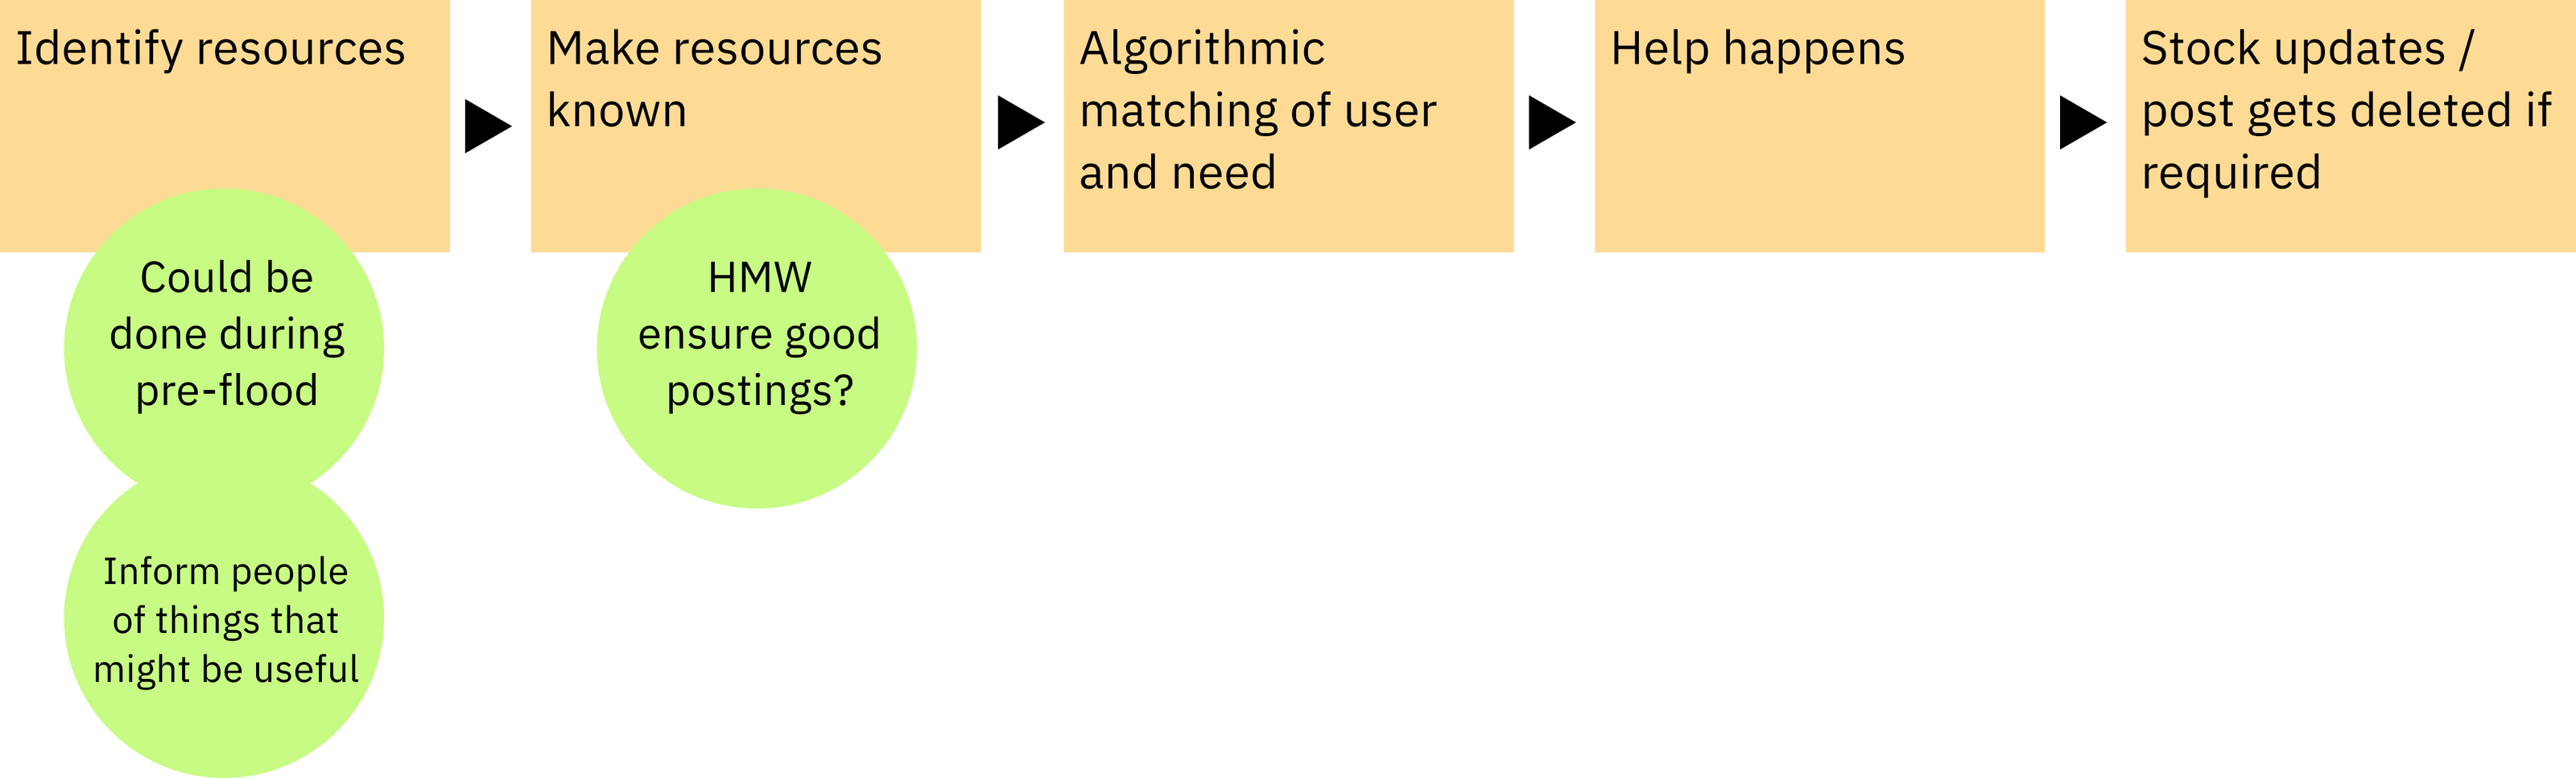 Identify resources
Make resources
known
Algorithmic
matching of user
and need
Help happens
Stock updates /
post gets deleted if
required
Could be
done during
pre-flood
HMW
ensure good
postings?
Inform people
of things that
might be useful